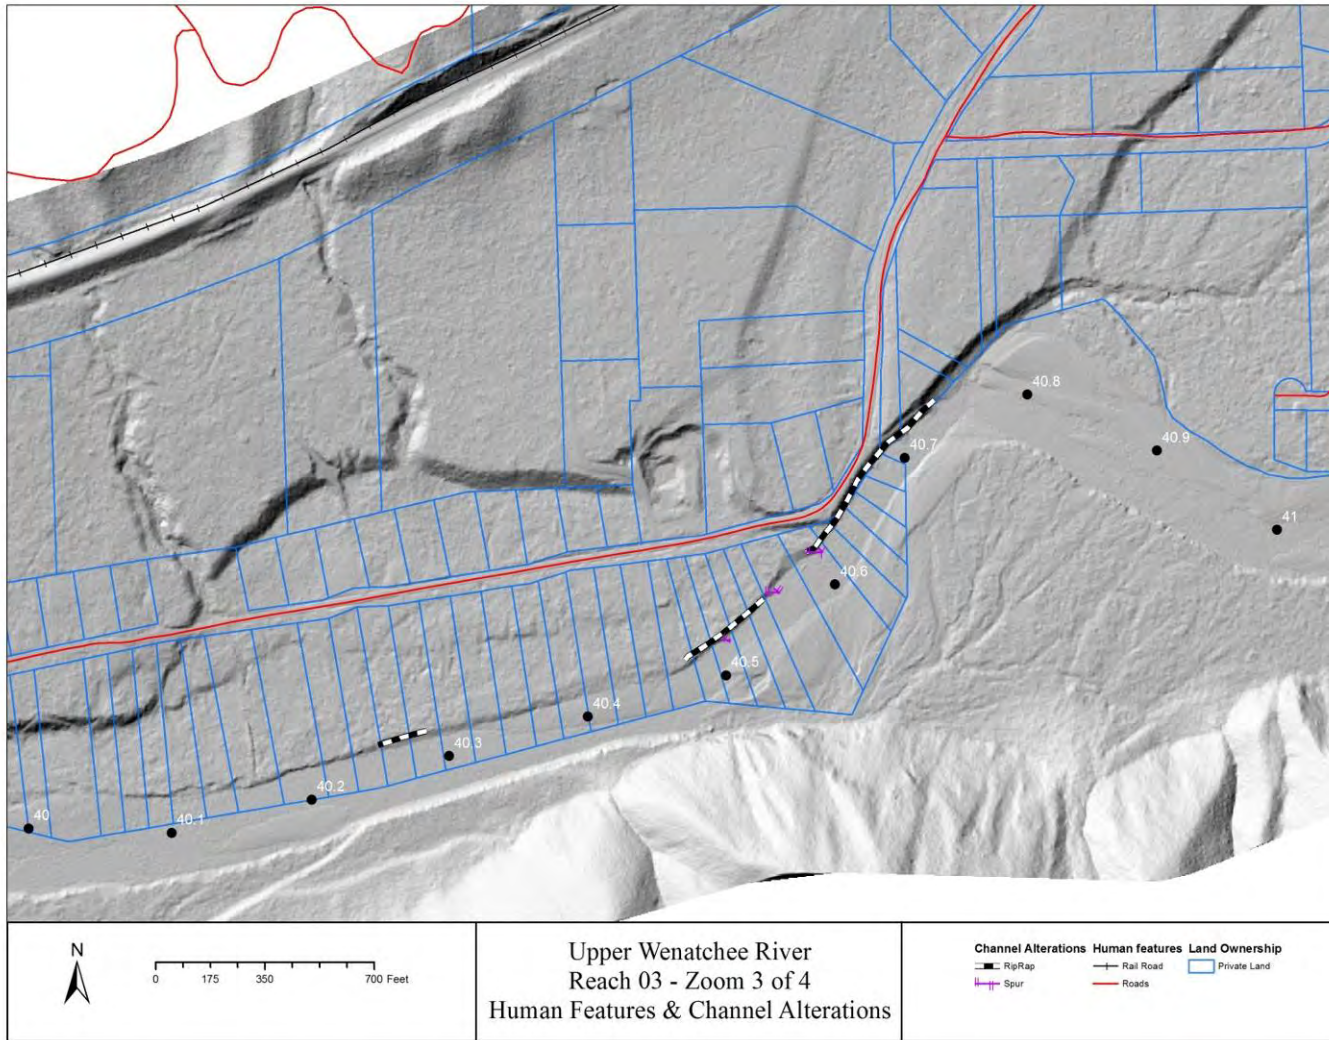 40.8
40.9
40.7
41
40.6
40.5
40.4
40.3
40.2
40
40.1
N
0 175 350 700 Feet
Upper Wenatchee River
Reach 03 - Zoom 3 of 4
Human Features & Channel Alterations
Channel Alterations Human features Land Ownership
RipRap Rail Road Private Land
Spur Roads